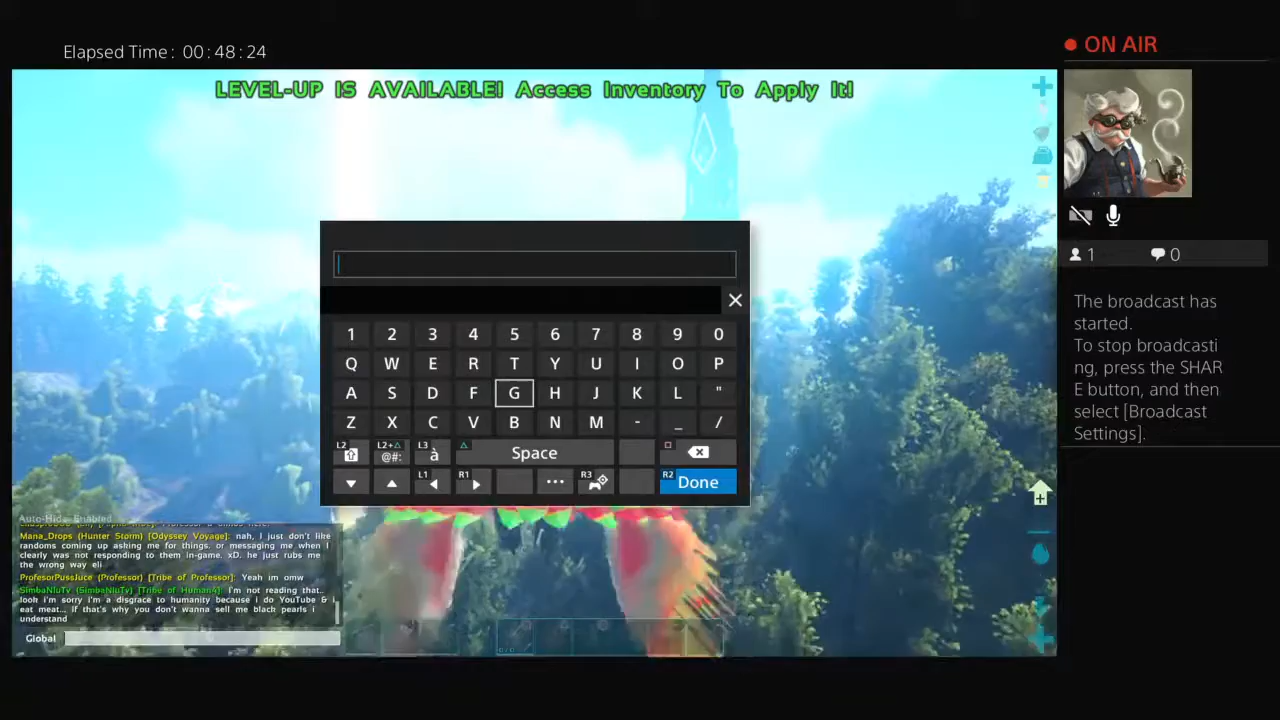 Elapsed Time: 00:48:24
ON AIR
LEVEL-UP IS AVAILABLE! Access Inventory To Apply It!
1
0
The broadcast has
started.
To stop broadcasti
ng, press the SHAR
E button, and then
select [Broadcast
Settings].
1 2 3 4 5 6 7 8 9 0
Q W E R T Y U I O P
A S D F G H J K L "
Z X C V B N M - _ /
L2 L2+△ @#: L3 à △ Space □
L1 R1 ... R3 R2 Done
Auto-Hide Enabled
Mana_Drops (Hunter Storm) [Odyssey Voyage]: nah, I just don't like
randoms coming up asking me for things. or messaging me when I
clearly was not responding to them in-game. xD. he just rubs me
the wrong way eli
ProfesorPussJuce (Professor) [Tribe of Professor]: Yeah im omw
SimbaNiuTv (SimbaNiuTv) [Tribe of Human4]: I'm not reading that..
look i'm sorry i'm a disgrace to humanity because i do YouTube & i
eat meat... If that's why you don't wanna sell me black pearls i
understand
Global